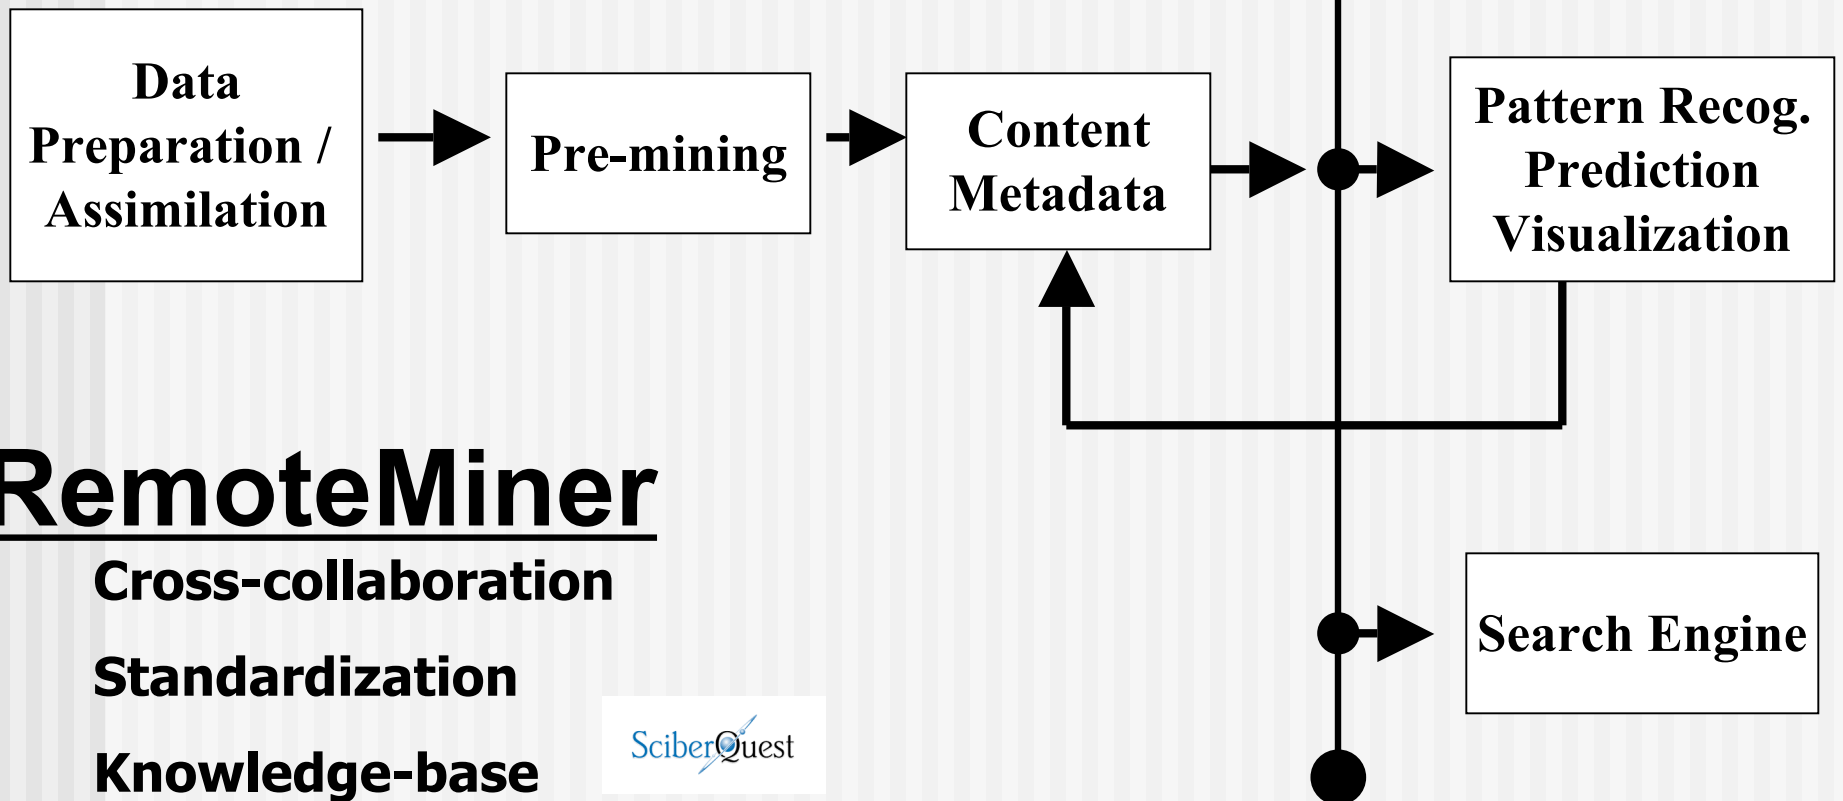 Data
Preparation /
Assimilation
Pre-mining
Content
Metadata
Pattern Recog.
Prediction
Visualization
RemoteMiner
Cross-collaboration
Standardization
Knowledge-base
SciberQuest
Search Engine